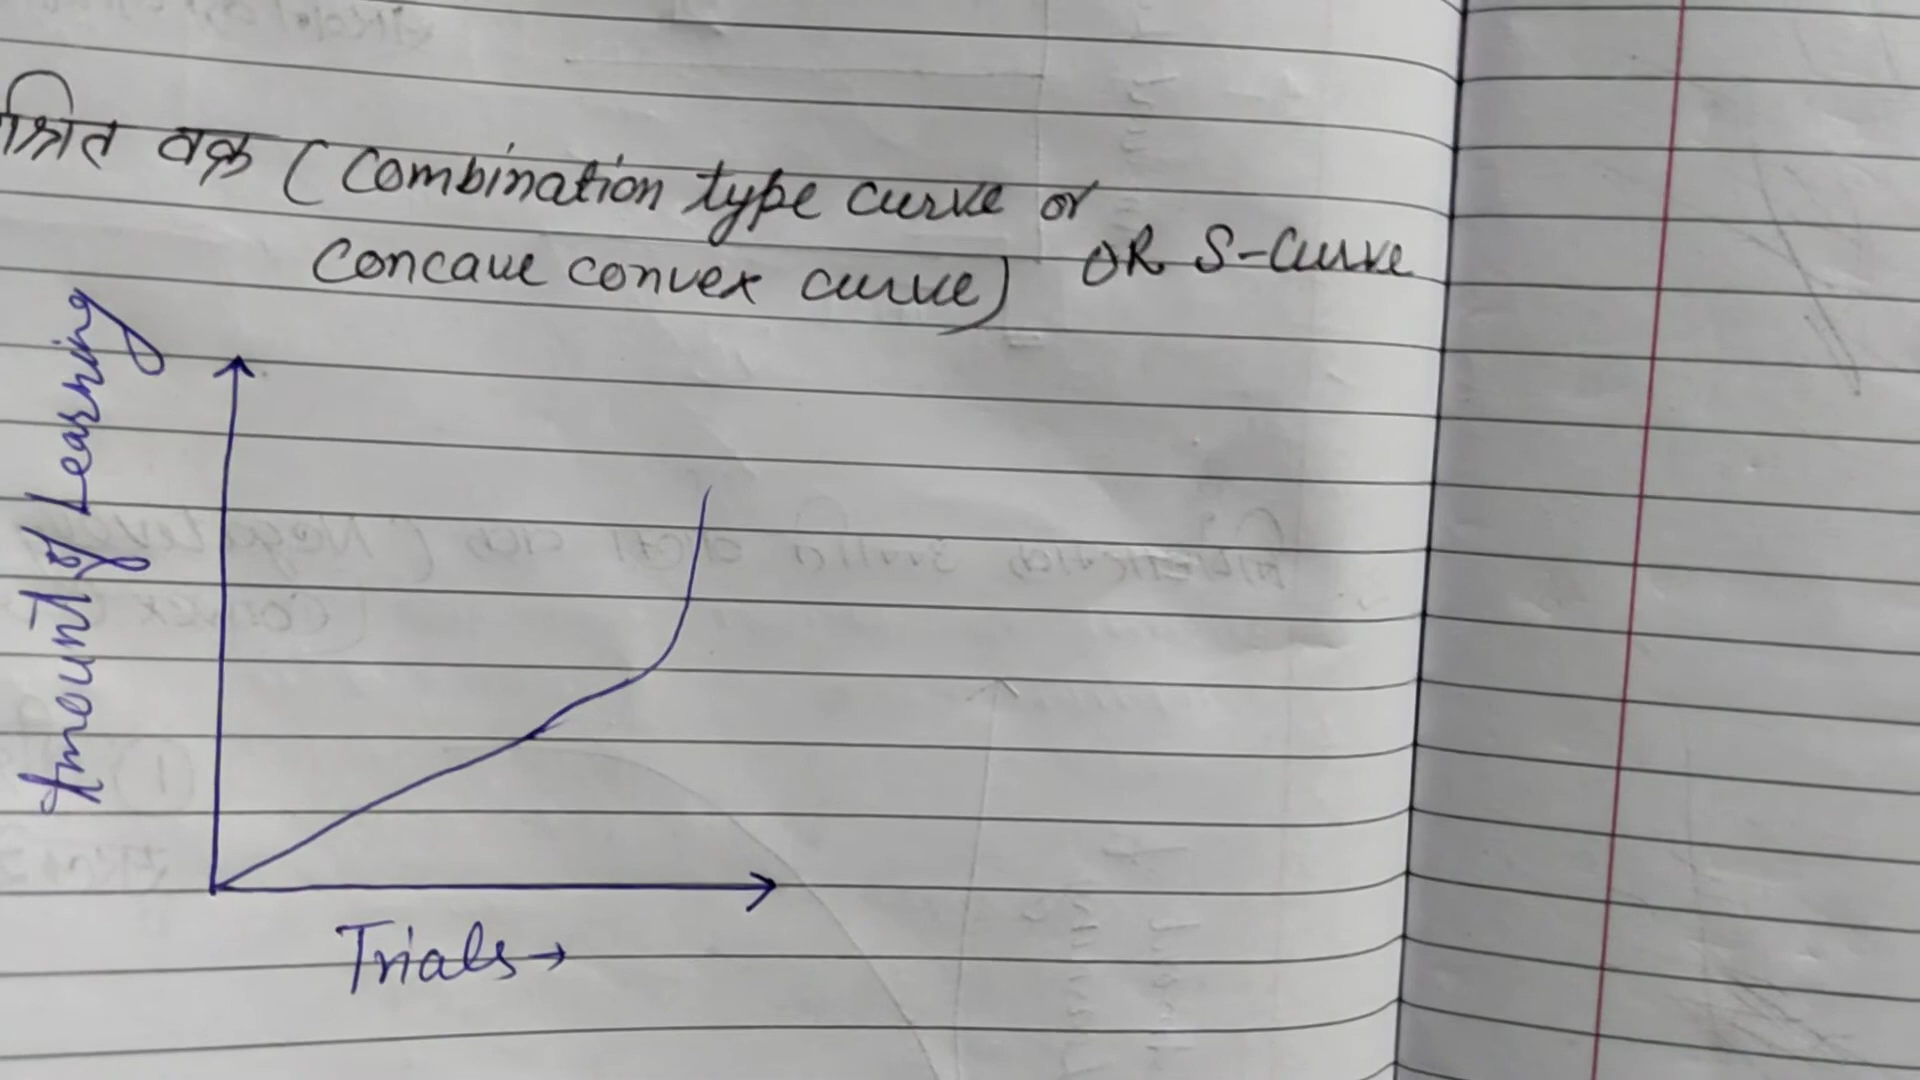 श्रित वक्र (Combination type curve or
Concave convex curve) OR S-Curve
Amount of Learning
Trials→